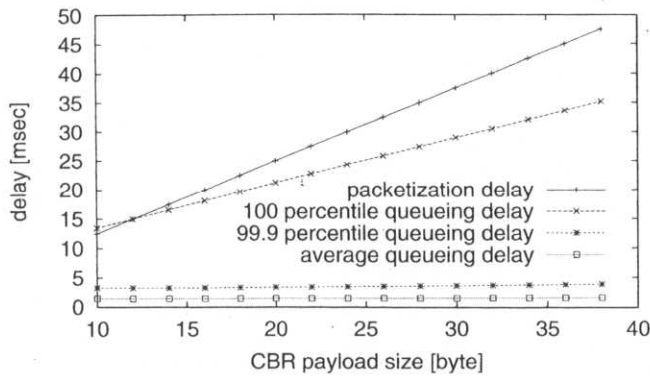 50
45
40
35
30
25
20
15
10
5
0
delay [msec]
packetization delay
100 percentile queueing delay
99.9 percentile queueing delay
average queueing delay
10 15 20 25 30 35 40
CBR payload size [byte]